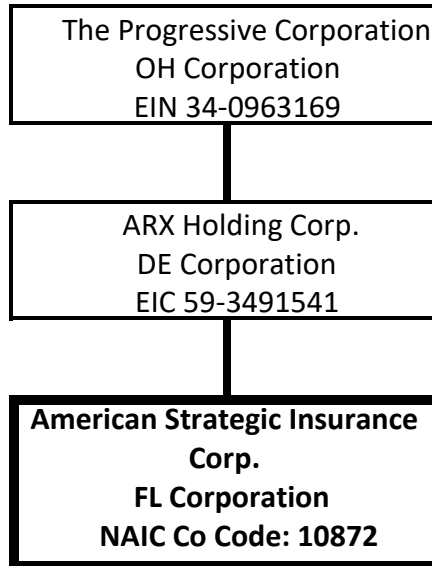 The Progressive Corporation
OH Corporation
EIN 34-0963169
ARX Holding Corp.
DE Corporation
EIC 59-3491541
American Strategic Insurance
Corp.
FL Corporation
NAIC Co Code: 10872